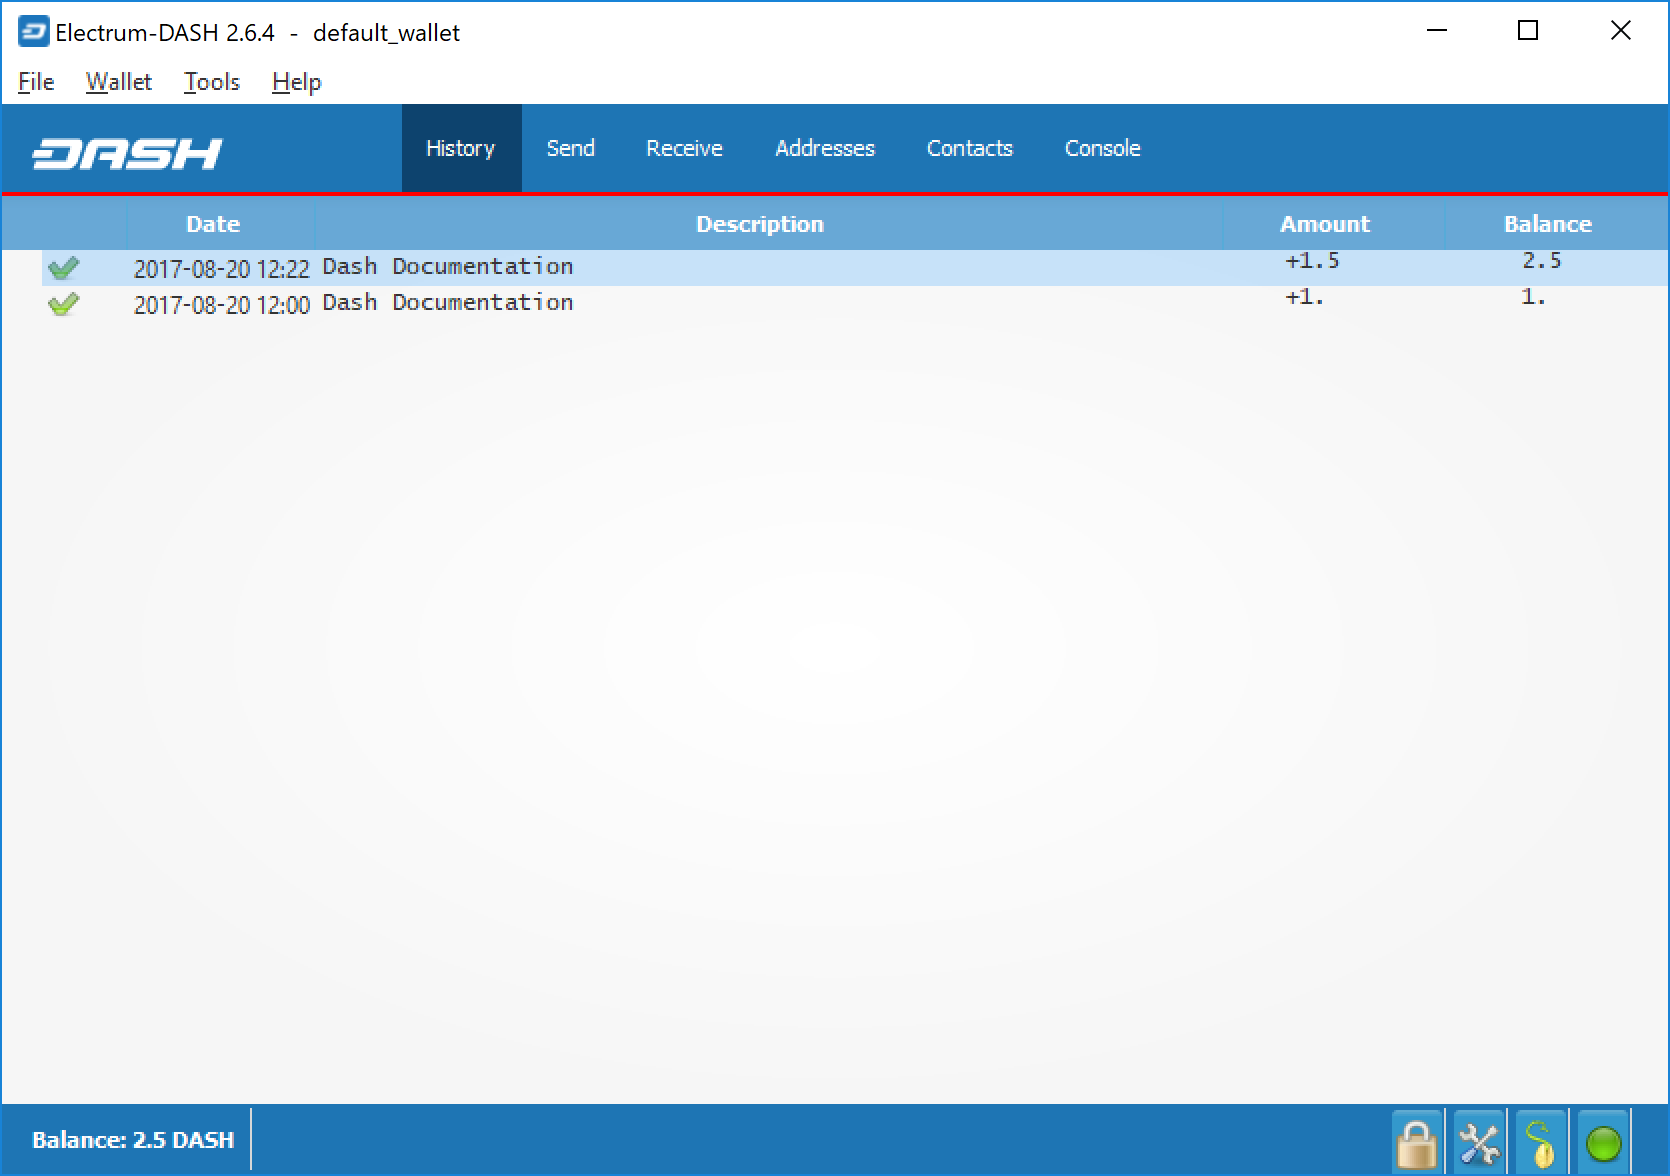 Electrum-DASH 2.6.4 - default_wallet
File Wallet Tools Help
DASH History Send Receive Addresses Contacts Console
Date Description Amount Balance
2017-08-20 12:22 Dash Documentation +1.5 2.5
2017-08-20 12:00 Dash Documentation +1. 1.
Balance: 2.5 DASH